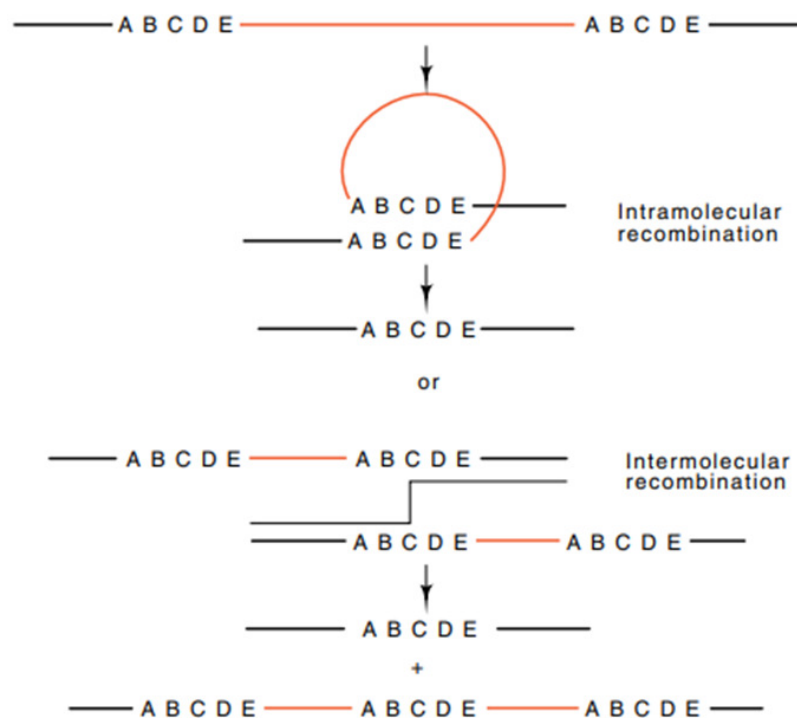 A B C D E A B C D E
A B C D E
Intramolecular
recombination
A B C D E
A B C D E
or
A B C D E A B C D E
Intermolecular
recombination
A B C D E A B C D E
A B C D E
+
A B C D E A B C D E A B C D E